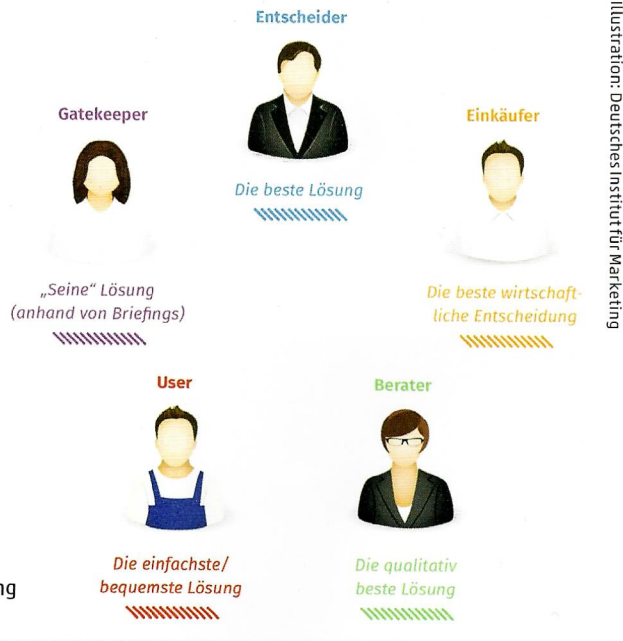 Entscheider
Die beste Lösung
Gatekeeper
„Seine“ Lösung
(anhand von Briefings)
Einkäufer
Die beste wirtschaft-
liche Entscheidung
User
Die einfachste/
bequemste Lösung
Berater
Die qualitativ
beste Lösung
Illustration: Deutsches Institut für Marketing